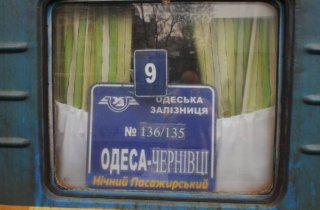 9
ОДЕСЬКА
ЗАЛІЗНИЦЯ
№ 136/135
ОДЕСА-ЧЕРНІВЦІ
Нічний Пасажирський